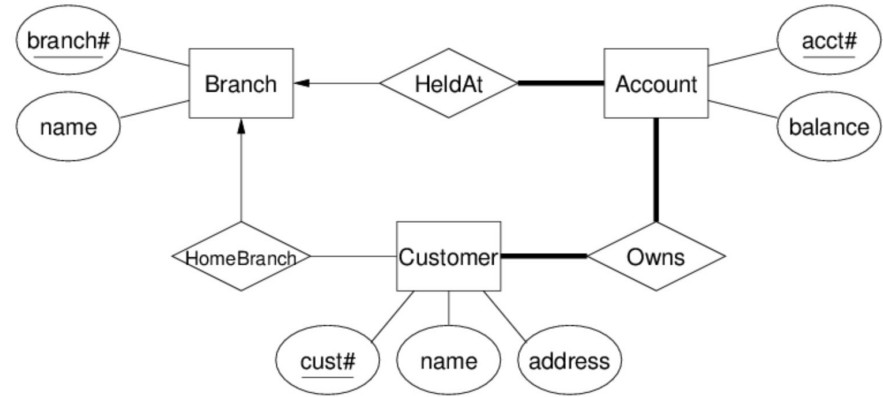 branch#
name
Branch
HeldAt
Account
acct#
balance
HomeBranch
Customer
Owns
cust#
name
address